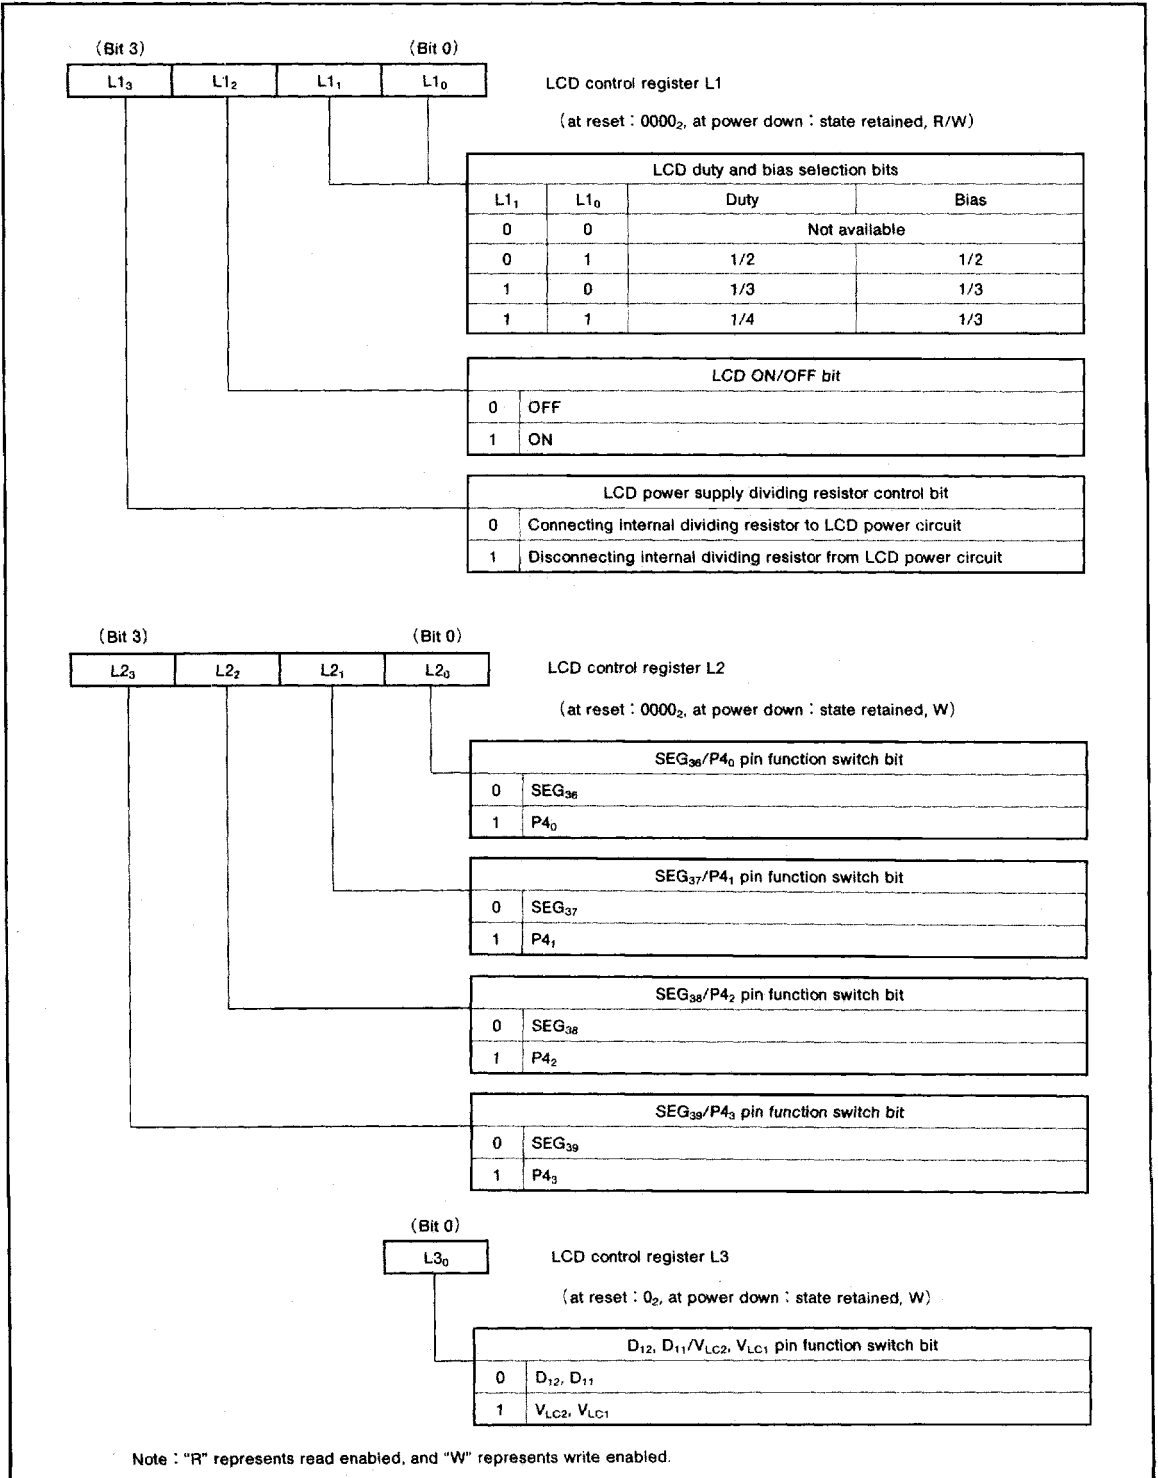 (Bit 3) (Bit 0)
L1₃ L1₂ L1₁ L1₀ LCD control register L1
(at reset : 0000₂, at power down : state retained, R/W)
LCD duty and bias selection bits
L1₁ L1₀ Duty Bias
0 0 Not available
0 1 1/2 1/2
1 0 1/3 1/3
1 1 1/4 1/3
LCD ON/OFF bit
0 OFF
1 ON
LCD power supply dividing resistor control bit
0 Connecting internal dividing resistor to LCD power circuit
1 Disconnecting internal dividing resistor from LCD power circuit
(Bit 3) (Bit 0)
L2₃ L2₂ L2₁ L2₀ LCD control register L2
(at reset : 0000₂, at power down : state retained, W)
SEG₃₆/P4₀ pin function switch bit
0 SEG₃₆
1 P4₀
SEG₃₇/P4₁ pin function switch bit
0 SEG₃₇
1 P4₁
SEG₃₈/P4₂ pin function switch bit
0 SEG₃₈
1 P4₂
SEG₃₉/P4₃ pin function switch bit
0 SEG₃₉
1 P4₃
(Bit 0)
L3₀ LCD control register L3
(at reset : 0₂, at power down : state retained, W)
D₁₂, D₁₁/V_LC2, V_LC1 pin function switch bit
0 D₁₂, D₁₁
1 V_LC2, V_LC1
Note : "R" represents read enabled, and "W" represents write enabled.